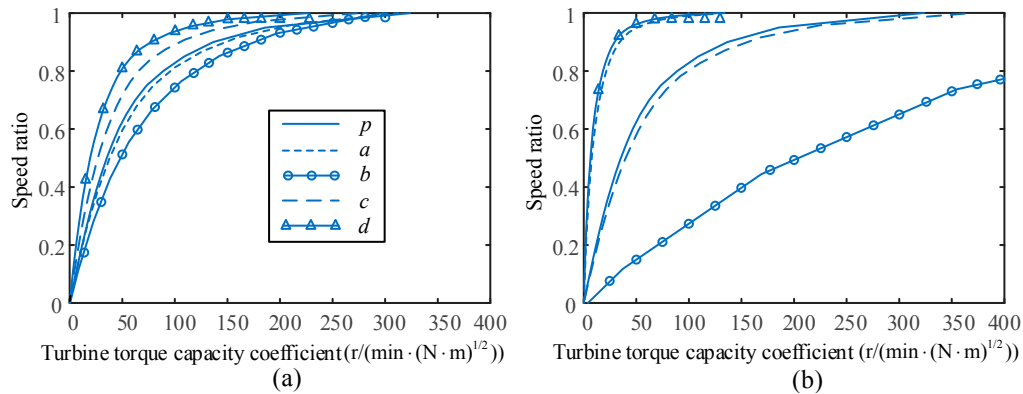 1
0.8
0.6
0.4
0.2
0
Speed ratio
p
a
b
c
d
0 50 100 150 200 250 300 350 400
Turbine torque capacity coefficient (r/(min·(N·m)^{1/2}))
(a)
1
0.8
0.6
0.4
0.2
0
Speed ratio
0 50 100 150 200 250 300 350 400
Turbine torque capacity coefficient (r/(min·(N·m)^{1/2}))
(b)